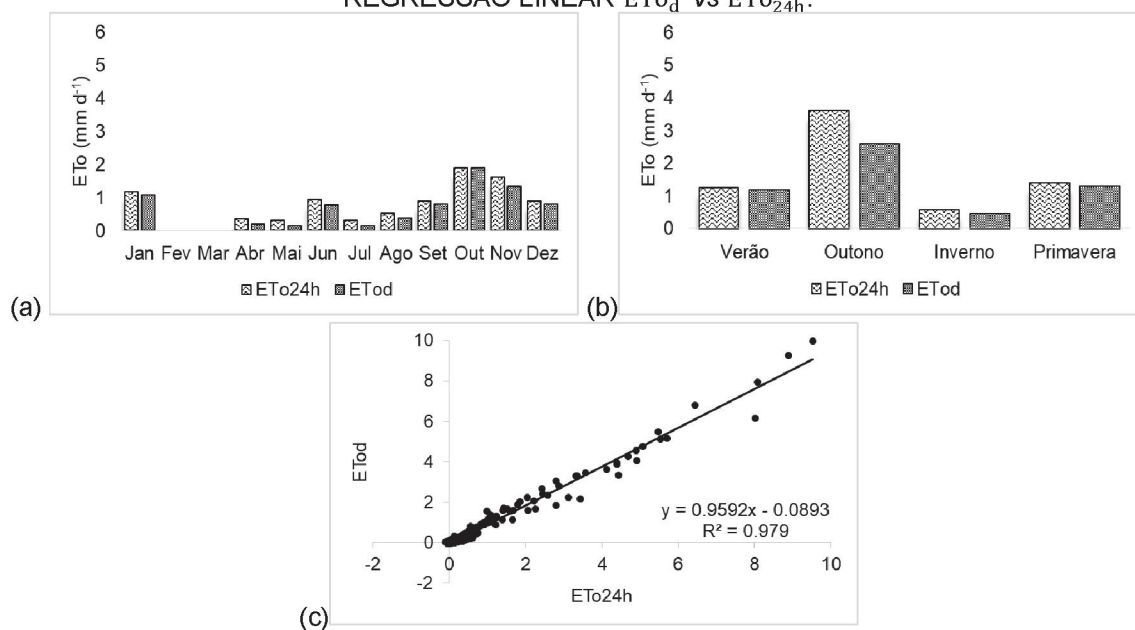 REGRESSÃO LINEAR ETo_d vs ETo_24h.
6
5
4
3
2
1
0
ETo (mm d⁻¹)
Jan Fev Mar Abr Mai Jun Jul Ago Set Out Nov Dez
ETo24h ETod
(a)
6
5
4
3
2
1
0
ETo (mm d⁻¹)
Verão Outono Inverno Primavera
ETo24h ETod
(b)
10
8
6
4
2
0
-2
ETod
y = 0.9592x - 0.0893
R² = 0.979
-2 0 2 4 6 8 10
ETo24h
(c)